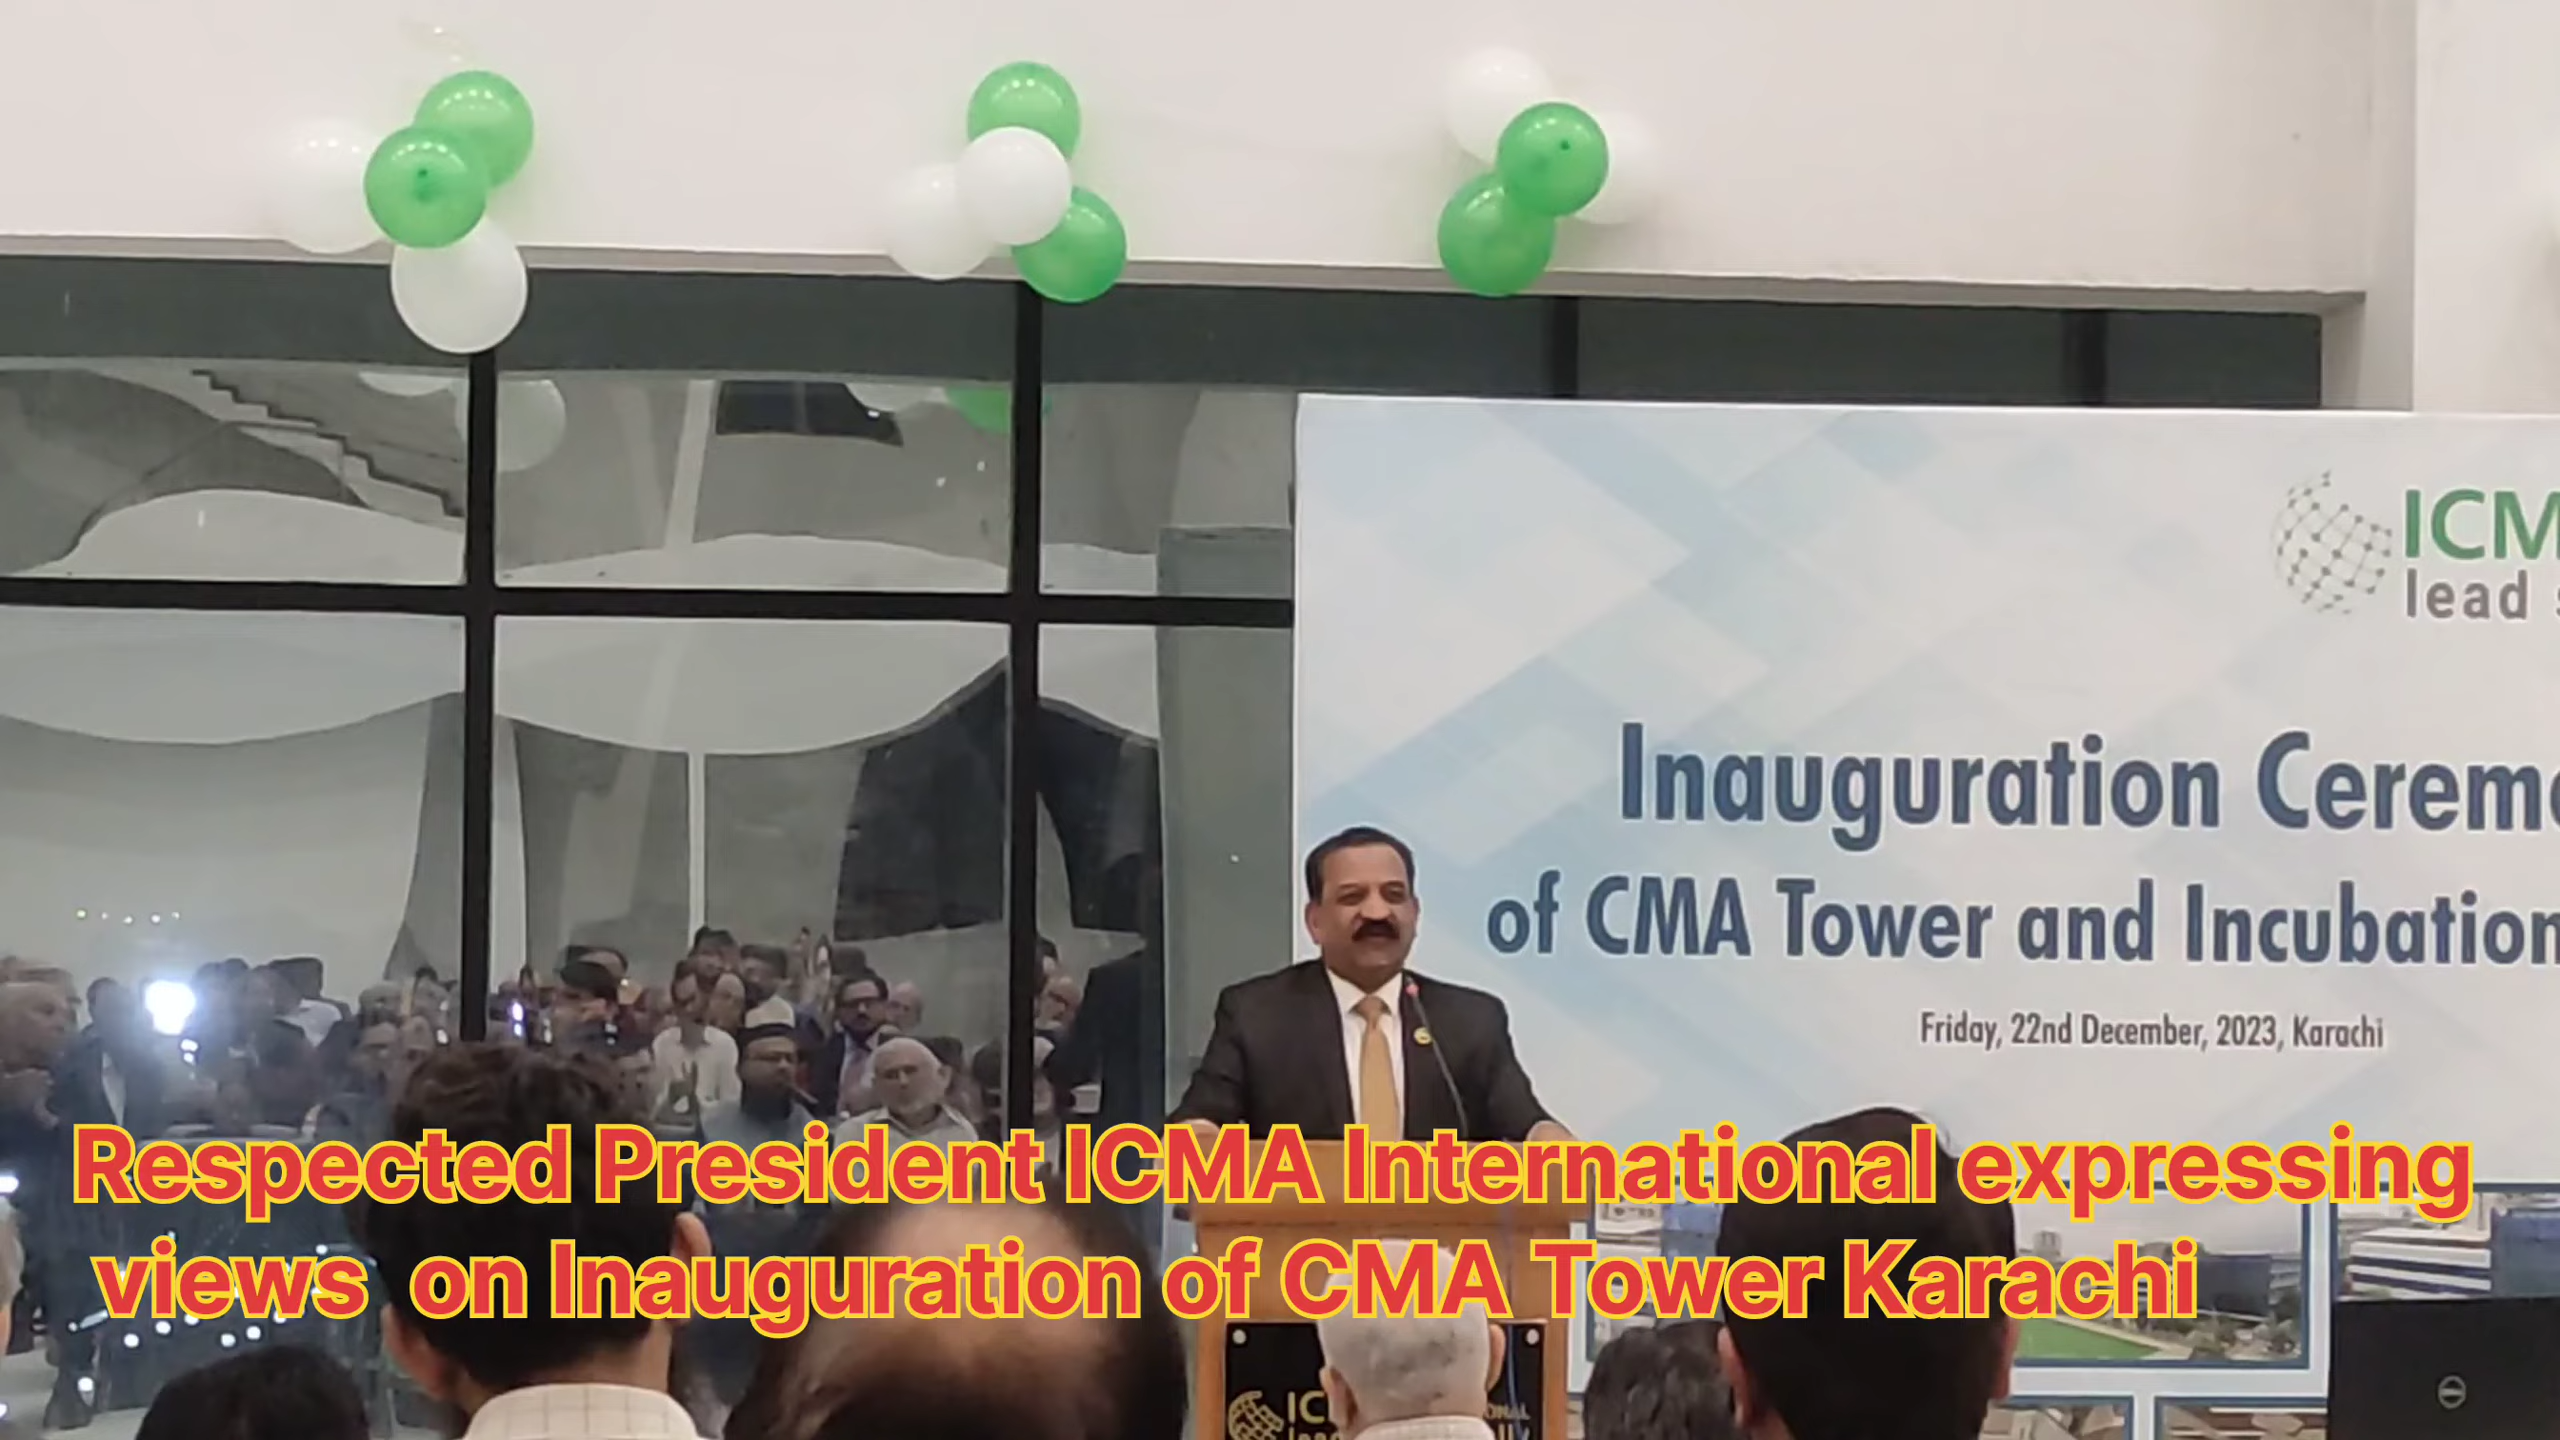 ICM
lead
Inauguration Cerem
of CMA Tower and Incubation
Friday, 22nd December, 2023, Karachi
Respected President ICMA International expressing
views on Inauguration of CMA Tower Karachi